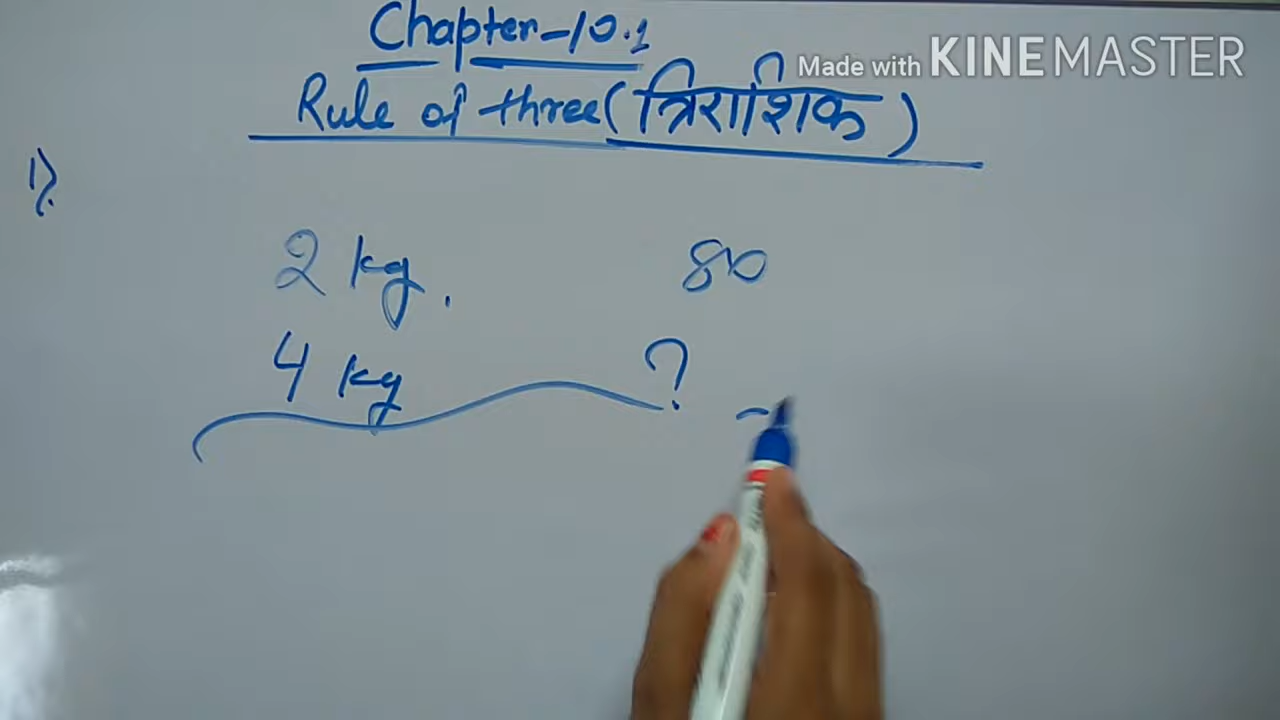 Chapter-10.1
Made with KINEMASTER
Rule of three (त्रिराशिक)
1).
2 kg. 80
4 kg ?